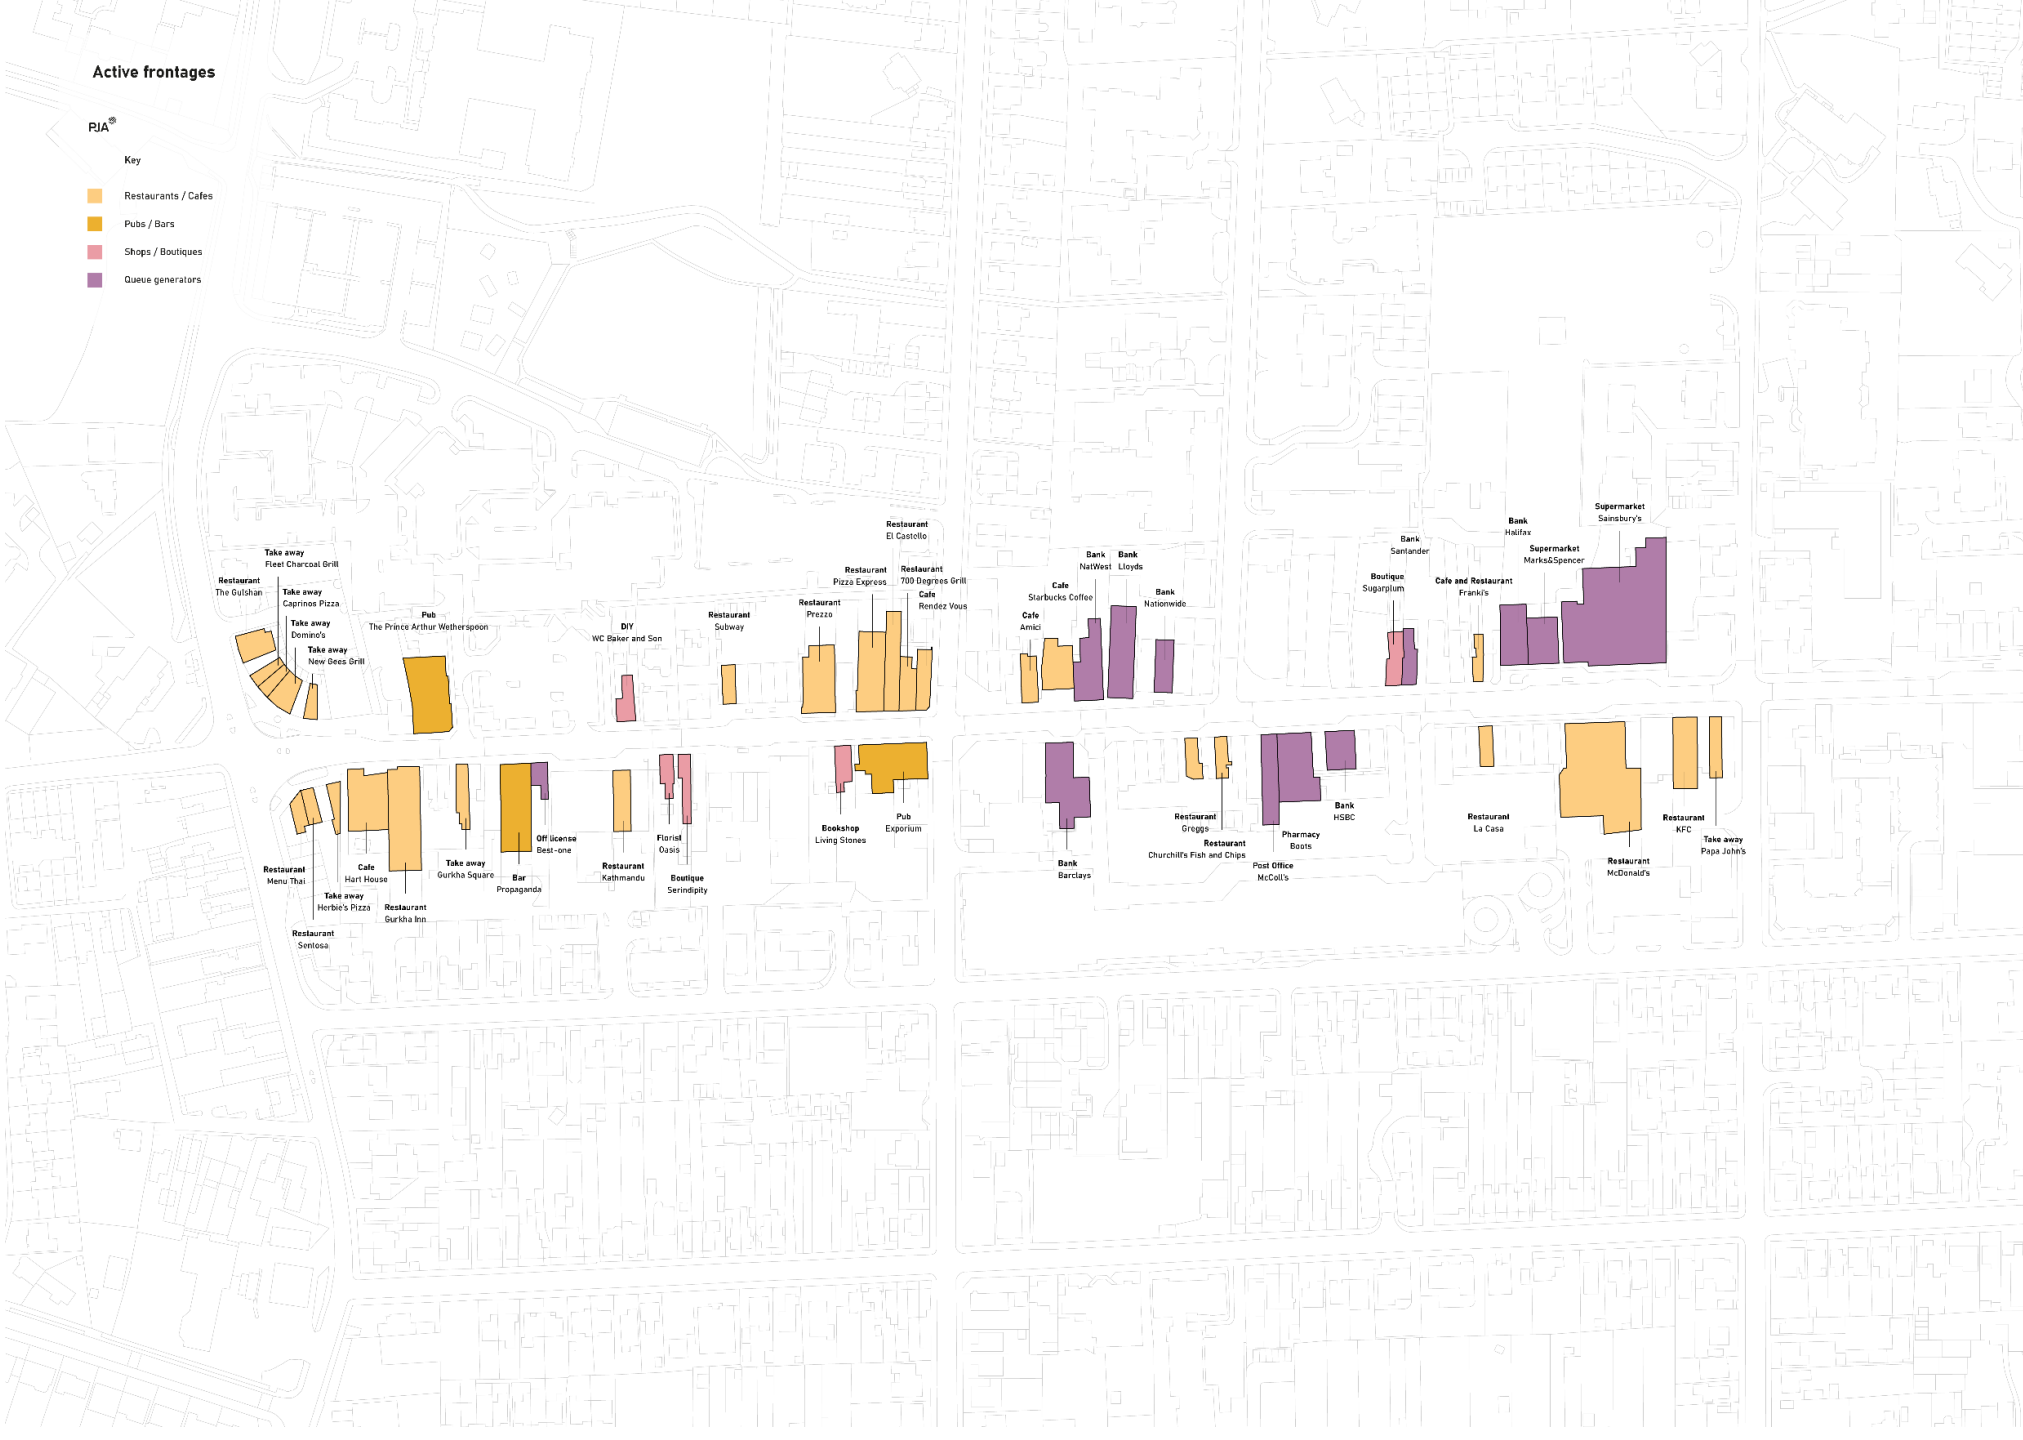 Active frontages
PJA
Key
Restaurants / Cafes
Pubs / Bars
Shops / Boutiques
Queue generators
Take away
Fleet Charcoal Grill
Restaurant
The Gulshan
Take away
Caprinos Pizza
Take away
Domino's
Take away
New Gees Grill
Pub
The Prince Arthur Wetherspoon
DIY
WC Baker and Son
Restaurant
Subway
Restaurant
Prezzo
Restaurant
Pizza Express
Restaurant
El Castello
Restaurant
700 Degrees Grill
Cafe
Rendez Vous
Cafe
Amici
Cafe
Starbucks Coffee
Bank
NatWest
Bank
Lloyds
Bank
Nationwide
Boutique
Sugarplum
Bank
Santander
Cafe and Restaurant
Franki's
Bank
Halifax
Supermarket
Marks&Spencer
Supermarket
Sainsbury's
Restaurant
Menu Thai
Restaurant
Sentosa
Take away
Herbie's Pizza
Cafe
Hart House
Restaurant
Gurkha Inn
Take away
Gurkha Square
Bar
Propaganda
Off license
Best-one
Restaurant
Kathmandu
Florist
Oasis
Boutique
Serindipity
Bookshop
Living Stones
Pub
Exporium
Bank
Barclays
Restaurant
Greggs
Restaurant
Churchill's Fish and Chips
Post Office
McColl's
Pharmacy
Boots
Bank
HSBC
Restaurant
La Casa
Restaurant
McDonald's
Restaurant
KFC
Take away
Papa John's